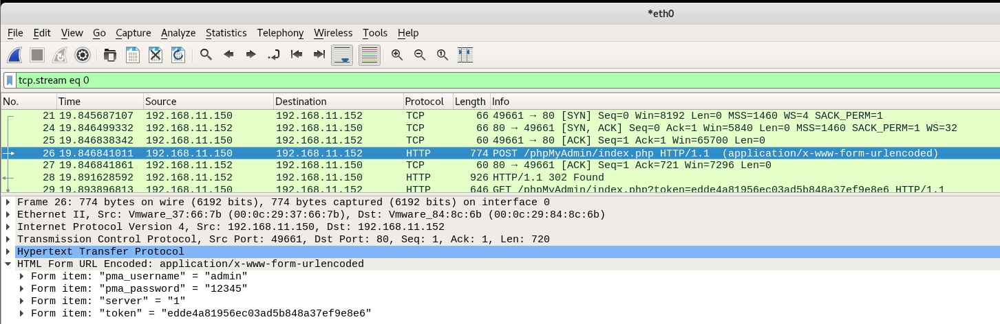 *eth0
File Edit View Go Capture Analyze Statistics Telephony Wireless Tools Help
tcp.stream eq 0
No. Time Source Destination Protocol Length Info
21 19.845687107 192.168.11.150 192.168.11.152 TCP 66 49661 → 80 [SYN] Seq=0 Win=8192 Len=0 MSS=1460 WS=4 SACK_PERM=1
24 19.846499332 192.168.11.152 192.168.11.150 TCP 66 80 → 49661 [SYN, ACK] Seq=0 Ack=1 Win=5840 Len=0 MSS=1460 SACK_PERM=1 WS=32
25 19.846838342 192.168.11.150 192.168.11.152 TCP 60 49661 → 80 [ACK] Seq=1 Ack=1 Win=65700 Len=0
26 19.846841011 192.168.11.150 192.168.11.152 HTTP 774 POST /phpMyAdmin/index.php HTTP/1.1 (application/x-www-form-urlencoded)
27 19.846841861 192.168.11.152 192.168.11.150 TCP 60 80 → 49661 [ACK] Seq=1 Ack=721 Win=7296 Len=0
28 19.891628592 192.168.11.152 192.168.11.150 HTTP 926 HTTP/1.1 302 Found
29 19.893896813 192.168.11.150 192.168.11.152 HTTP 646 GET /phpMyAdmin/index.php?token=edde4a81956ec03ad5b848a37ef9e8e6 HTTP/1.1
Frame 26: 774 bytes on wire (6192 bits), 774 bytes captured (6192 bits) on interface 0
Ethernet II, Src: Vmware_37:66:7b (00:0c:29:37:66:7b), Dst: Vmware_84:8c:6b (00:0c:29:84:8c:6b)
Internet Protocol Version 4, Src: 192.168.11.150, Dst: 192.168.11.152
Transmission Control Protocol, Src Port: 49661, Dst Port: 80, Seq: 1, Ack: 1, Len: 720
Hypertext Transfer Protocol
HTML Form URL Encoded: application/x-www-form-urlencoded
Form item: "pma_username" = "admin"
Form item: "pma_password" = "12345"
Form item: "server" = "1"
Form item: "token" = "edde4a81956ec03ad5b848a37ef9e8e6"